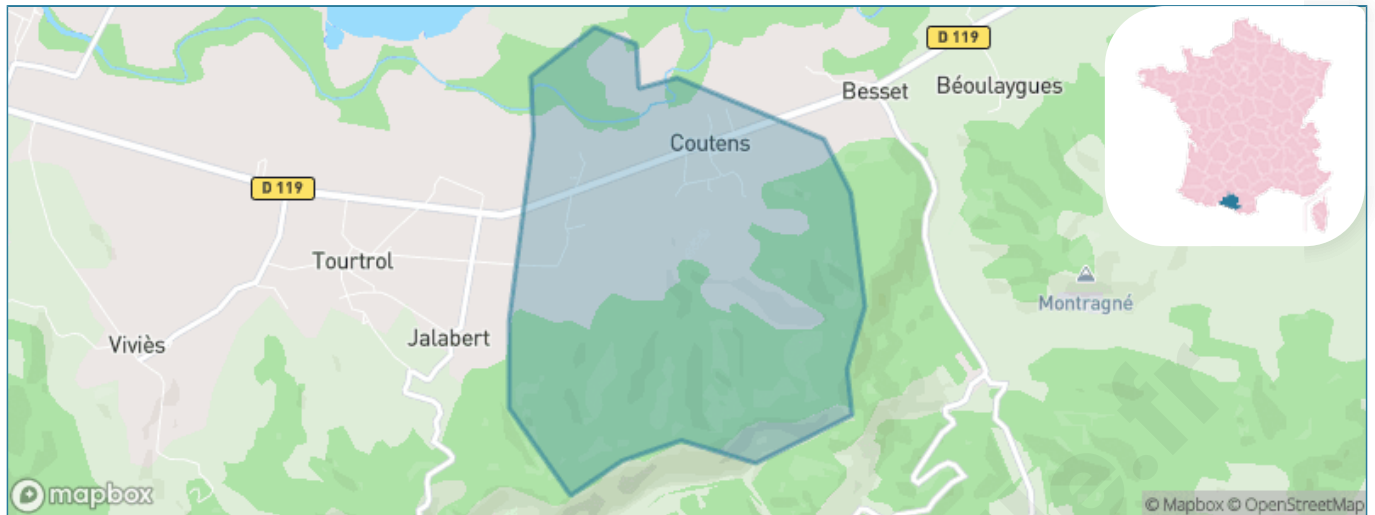 D 119
Besset
Béoulaygues
Coutens
D 119
Tourtrol
Montragné
Viviès
Jalabert
mapbox
© Mapbox © OpenStreetMap